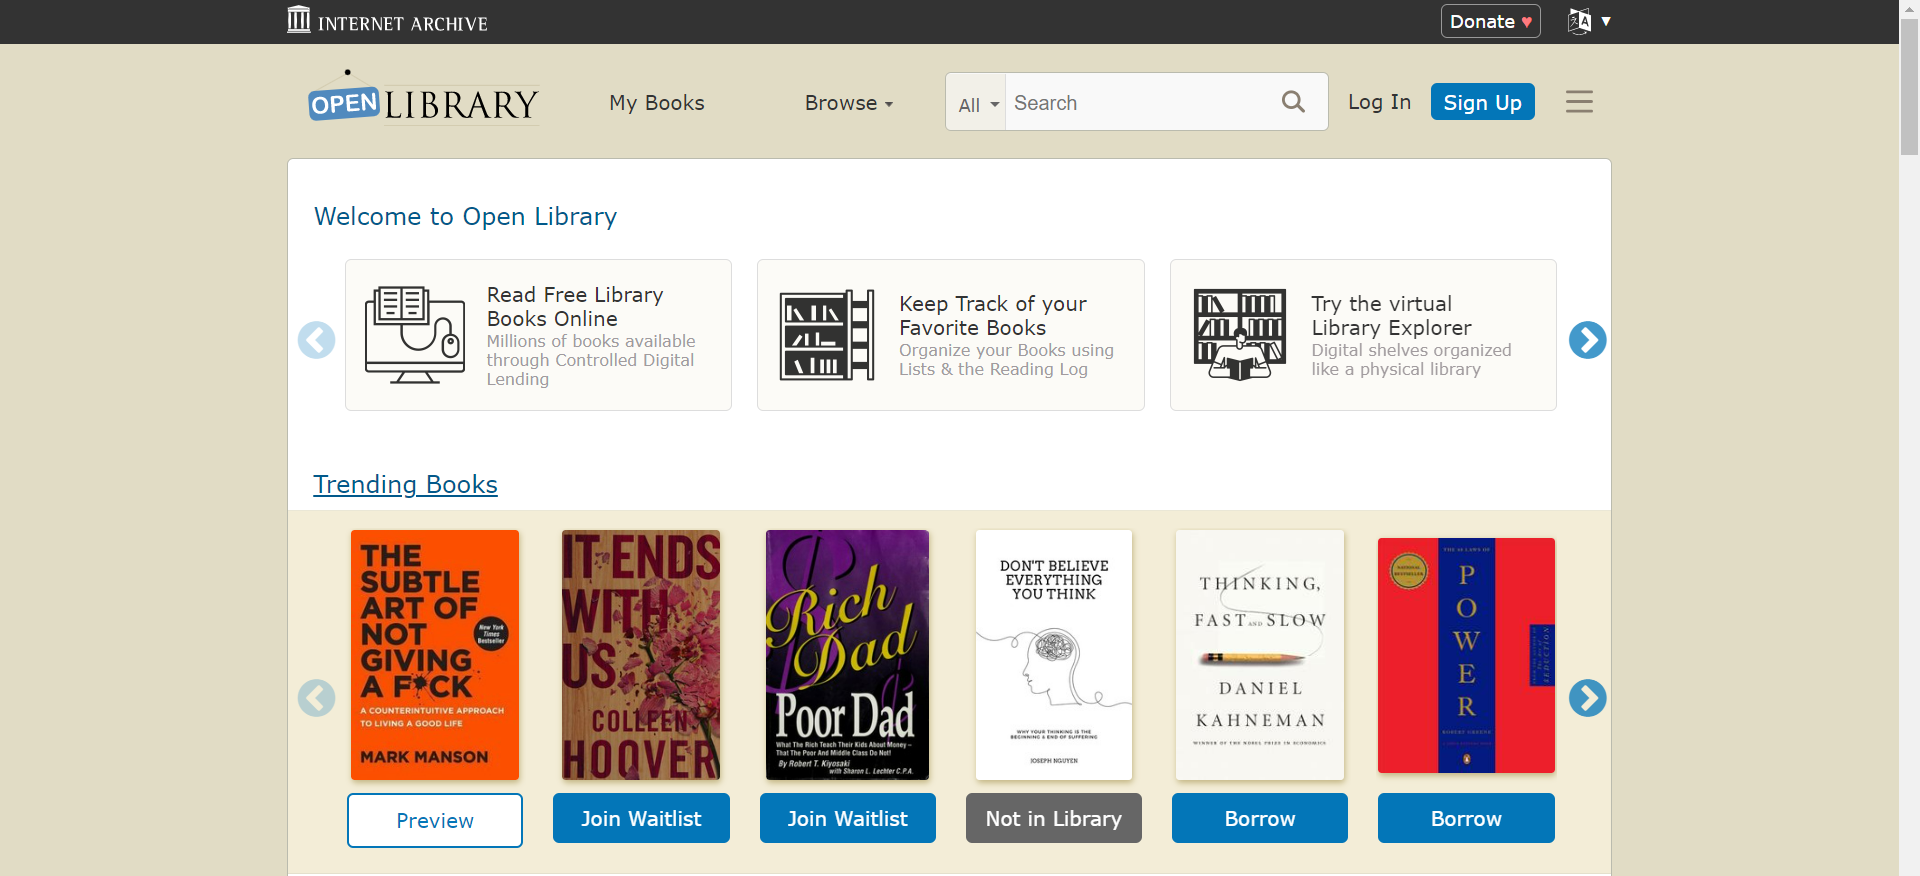 INTERNET ARCHIVE
Donate ♥
OPEN LIBRARY
My Books
Browse
All
Search
Log In
Sign Up
Welcome to Open Library
Read Free Library
Books Online
Millions of books available
through Controlled Digital
Lending
Keep Track of your
Favorite Books
Organize your Books using
Lists & the Reading Log
Try the virtual
Library Explorer
Digital shelves organized
like a physical library
Trending Books
THE
SUBTLE
ART OF
NOT
GIVING
A F*CK
New York
Times
Bestseller
A COUNTERINTUITIVE APPROACH
TO LIVING A GOOD LIFE
MARK MANSON
Preview
IT ENDS
WITH
US
COLLEEN
HOOVER
Join Waitlist
Rich
Dad
Poor Dad
What The Rich Teach Their Kids About Money –
That The Poor And Middle Class Do Not!
By Robert T. Kiyosaki
with Sharon L. Lechter C.P.A.
Join Waitlist
DON'T BELIEVE
EVERYTHING
YOU THINK
WHY YOUR THINKING IS THE
BEGINNING & END OF SUFFERING
JOSEPH NGUYEN
Not in Library
THINKING,
FAST AND SLOW
DANIEL
KAHNEMAN
WINNER OF THE NOBEL PRIZE IN ECONOMICS
Borrow
THE 48 LAWS OF
POWER
NATIONAL
BESTSELLER
SEDUCTION
ROBERT GREENE
Borrow